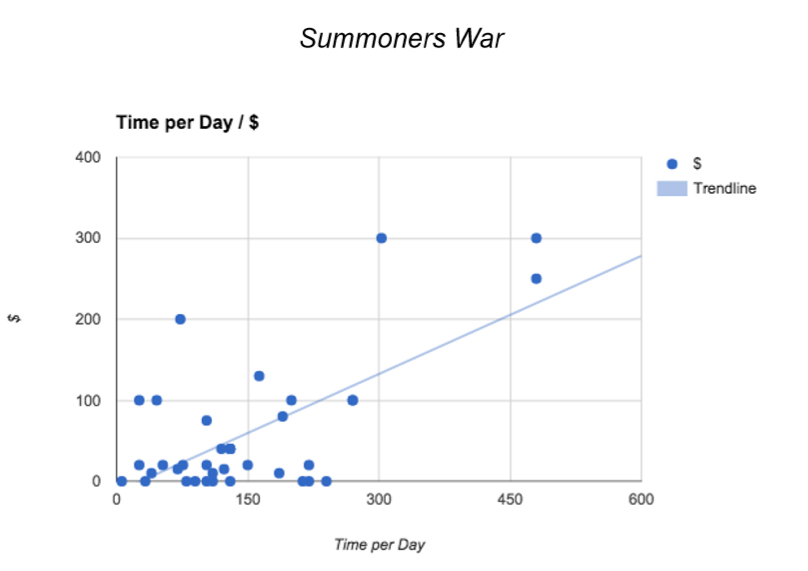 Summoners War
Time per Day / $
400
300
200
100
0
$
0 150 300 450 600
Time per Day
$
Trendline